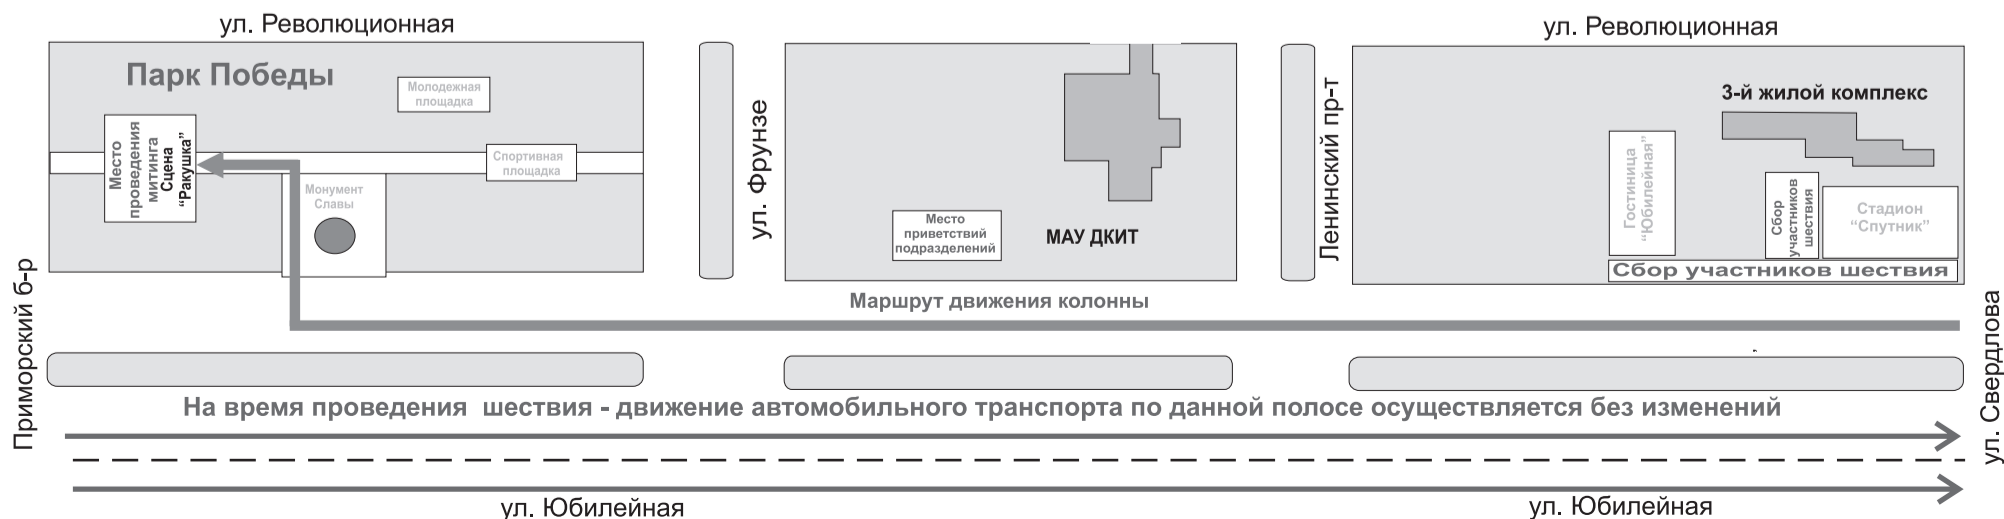 ул. Революционная
ул. Революционная
Парк Победы
Молодежная
площадка
Место
проведения
митинга
Сцена
“Ракушка”
Спортивная
площадка
Монумент
Славы
ул. Фрунзе
Место
приветствий
подразделений
МАУ ДКИТ
Ленинский пр-т
3-й жилой комплекс
Гостиница
“Юбилейная”
Сбор
участников
шествия
Стадион
“Спутник”
Сбор участников шествия
Приморский б-р
Маршрут движения колонны
ул. Свердлова
На время проведения шествия - движение автомобильного транспорта по данной полосе осуществляется без изменений
ул. Юбилейная
ул. Юбилейная